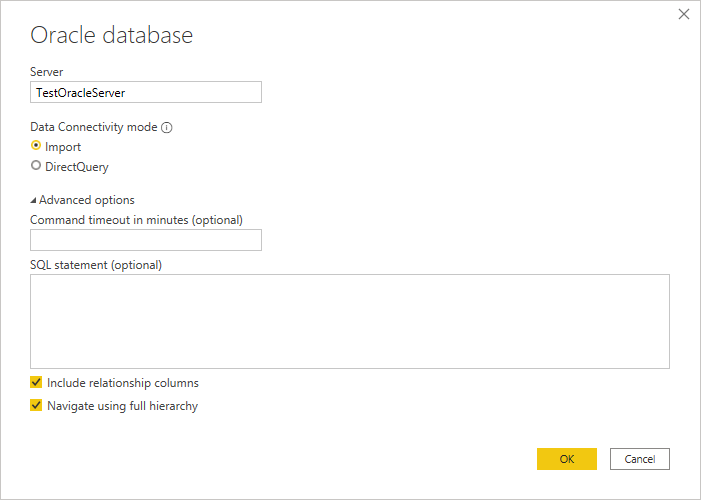 Oracle database
Server
TestOracleServer
Data Connectivity mode
Import
DirectQuery
Advanced options
Command timeout in minutes (optional)
SQL statement (optional)
Include relationship columns
Navigate using full hierarchy
OK Cancel